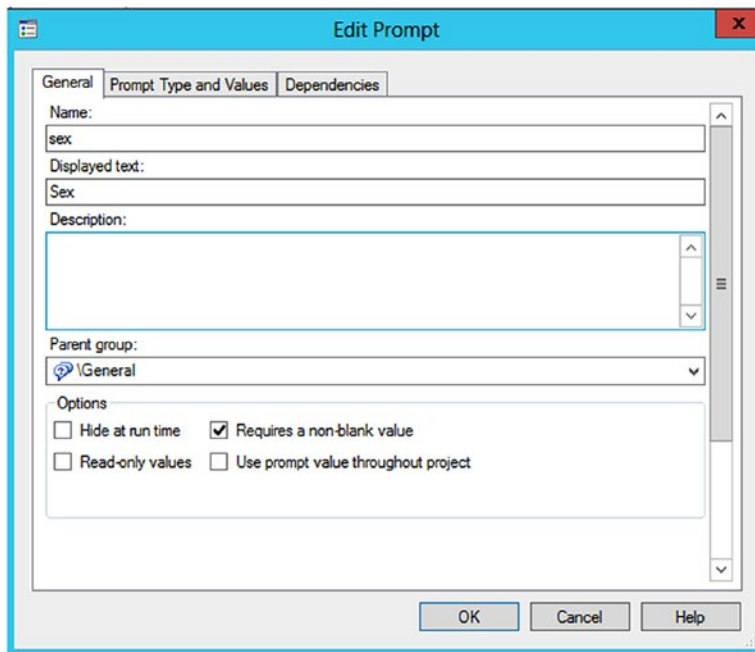 Edit Prompt
x
General Prompt Type and Values Dependencies
Name:
sex
Displayed text:
Sex
Description:
Parent group:
\General
Options
Hide at run time Requires a non-blank value
Read-only values Use prompt value throughout project
OK Cancel Help